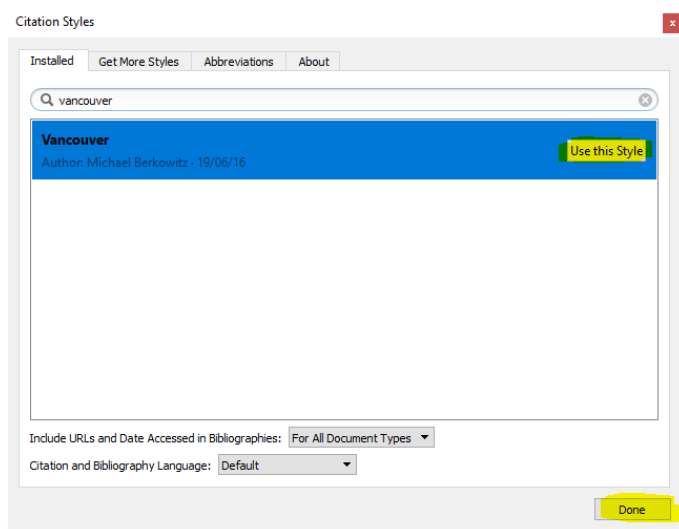 Citation Styles
x
Installed Get More Styles Abbreviations About
vancouver
Vancouver
Use this Style
Author: Michael Berkowitz · 19/06/16
Include URLs and Date Accessed in Bibliographies: For All Document Types
Citation and Bibliography Language: Default
Done